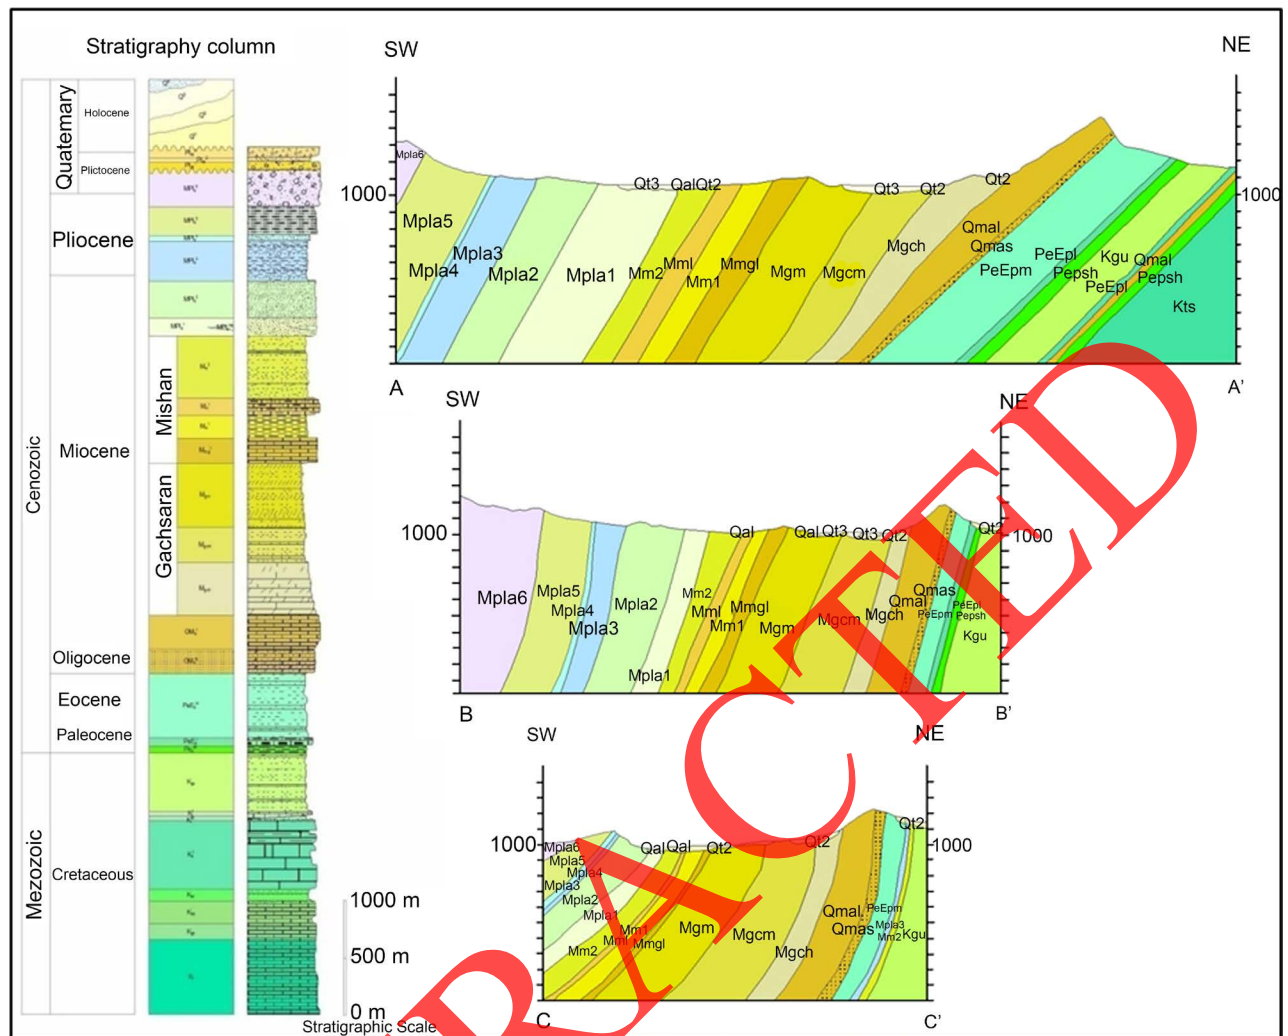 Stratigraphy column
Cenozoic
Mezozoic
Quatemary
Holocene
Plictocene
Pliocene
Miocene
Mishan
Gachsaran
Oligocene
Eocene
Paleocene
Cretaceous
1000 m
500 m
0 m
Stratigraphic Scale
SW
NE
1000
1000
Mpla6
Mpla5
Mpla4
Mpla3
Mpla2
Mpla1
Qt3
Qal
Qt2
Mm2
Mml
Mm1
Mmgl
Mgm
Mgcm
Qt3
Qt2
Mgch
Qt2
Qmal
Qmas
PeEpm
PeEpl
Pepsh
Kgu
PeEpl
Qmal
Pepsh
Kts
A
A'
SW
NE
1000
1000
Mpla6
Mpla5
Mpla4
Mpla3
Mpla2
Mpla1
Mm2
Mml
Mm1
Qal
Mmgl
Mgm
Qal
Qt3
Mgcm
Qt3
Qt2
Mgch
Qmal
Qmas
PeEpm
PeEpl
Pepsh
Kgu
Qt2
B
B'
SW
NE
1000
1000
Mpla6
Mpla5
Mpla4
Mpla3
Mpla2
Mpla1
Mm2
Qal
Qal
Qt2
Mm1
Mml
Mmgl
Mgm
Mgcm
Mgch
Qt2
Qmal
Qmas
PeEpm
Mpla3
Mm2
Kgu
Qt2
C
C'
RACTED